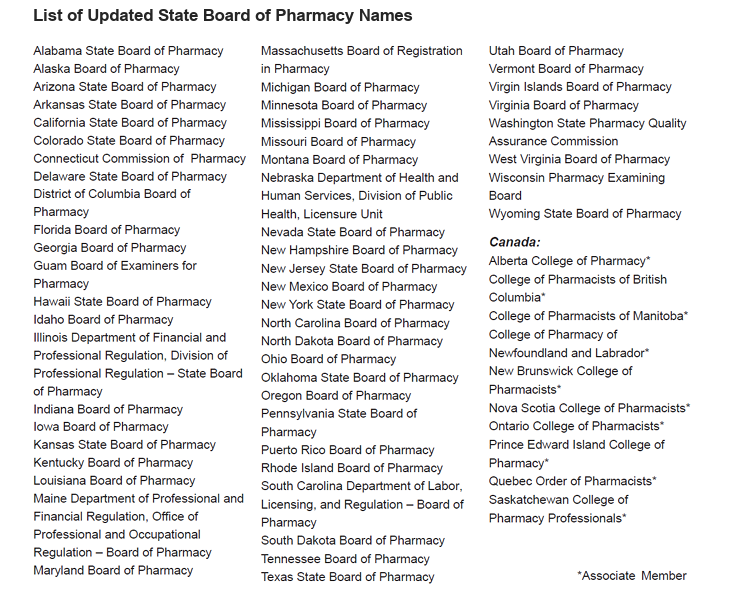 List of Updated State Board of Pharmacy Names
Alabama State Board of Pharmacy
Alaska Board of Pharmacy
Arizona State Board of Pharmacy
Arkansas State Board of Pharmacy
California State Board of Pharmacy
Colorado State Board of Pharmacy
Connecticut Commission of  Pharmacy
Delaware State Board of Pharmacy
District of Columbia Board of
Pharmacy
Florida Board of Pharmacy
Georgia Board of Pharmacy
Guam Board of Examiners for
Pharmacy
Hawaii State Board of Pharmacy
Idaho Board of Pharmacy
Illinois Department of Financial and
Professional Regulation, Division of
Professional Regulation – State Board
of Pharmacy
Indiana Board of Pharmacy
Iowa Board of Pharmacy
Kansas State Board of Pharmacy
Kentucky Board of Pharmacy
Louisiana Board of Pharmacy
Maine Department of Professional and
Financial Regulation, Office of
Professional and Occupational
Regulation – Board of Pharmacy
Maryland Board of Pharmacy
Massachusetts Board of Registration
in Pharmacy
Michigan Board of Pharmacy
Minnesota Board of Pharmacy
Mississippi Board of Pharmacy
Missouri Board of Pharmacy
Montana Board of Pharmacy
Nebraska Department of Health and
Human Services, Division of Public
Health, Licensure Unit
Nevada State Board of Pharmacy
New Hampshire Board of Pharmacy
New Jersey State Board of Pharmacy
New Mexico Board of Pharmacy
New York State Board of Pharmacy
North Carolina Board of Pharmacy
North Dakota Board of Pharmacy
Ohio Board of Pharmacy
Oklahoma State Board of Pharmacy
Oregon Board of Pharmacy
Pennsylvania State Board of
Pharmacy
Puerto Rico Board of Pharmacy
Rhode Island Board of Pharmacy
South Carolina Department of Labor,
Licensing, and Regulation – Board of
Pharmacy
South Dakota Board of Pharmacy
Tennessee Board of Pharmacy
Texas State Board of Pharmacy
Utah Board of Pharmacy
Vermont Board of Pharmacy
Virgin Islands Board of Pharmacy
Virginia Board of Pharmacy
Washington State Pharmacy Quality
Assurance Commission
West Virginia Board of Pharmacy
Wisconsin Pharmacy Examining
Board
Wyoming State Board of Pharmacy
Canada:
Alberta College of Pharmacy*
College of Pharmacists of British
Columbia*
College of Pharmacists of Manitoba*
College of Pharmacy of
Newfoundland and Labrador*
New Brunswick College of
Pharmacists*
Nova Scotia College of Pharmacists*
Ontario College of Pharmacists*
Prince Edward Island College of
Pharmacy*
Quebec Order of Pharmacists*
Saskatchewan College of
Pharmacy Professionals*
*Associate Member